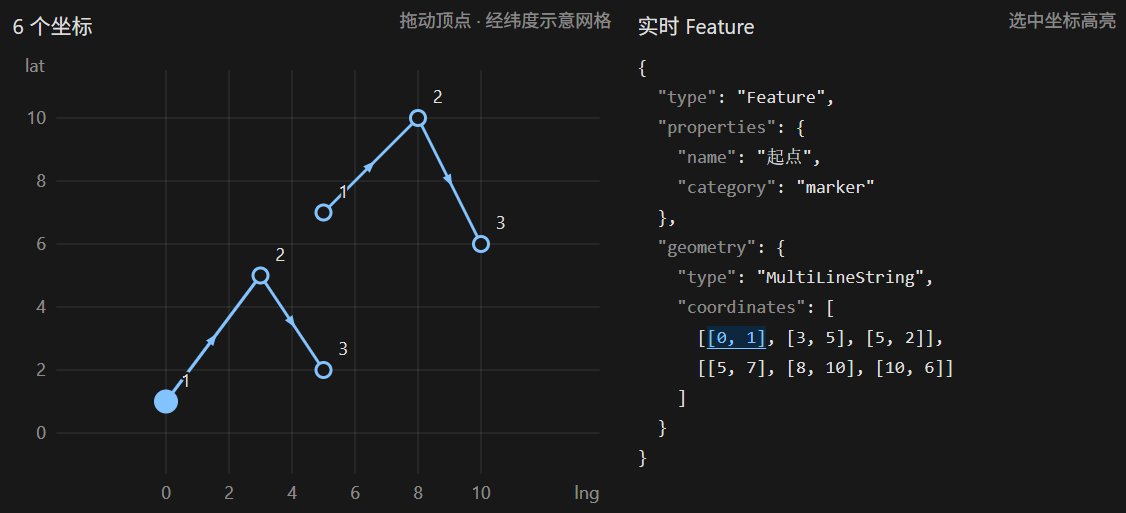 6 个坐标
拖动顶点 · 经纬度示意网格
lat
10
8
6
4
2
0
0 2 4 6 8 10 lng
1
2
3
1
2
3
实时 Feature
选中坐标高亮
{
  "type": "Feature",
  "properties": {
    "name": "起点",
    "category": "marker"
  },
  "geometry": {
    "type": "MultiLineString",
    "coordinates": [
      [[0, 1], [3, 5], [5, 2]],
      [[5, 7], [8, 10], [10, 6]]
    ]
  }
}